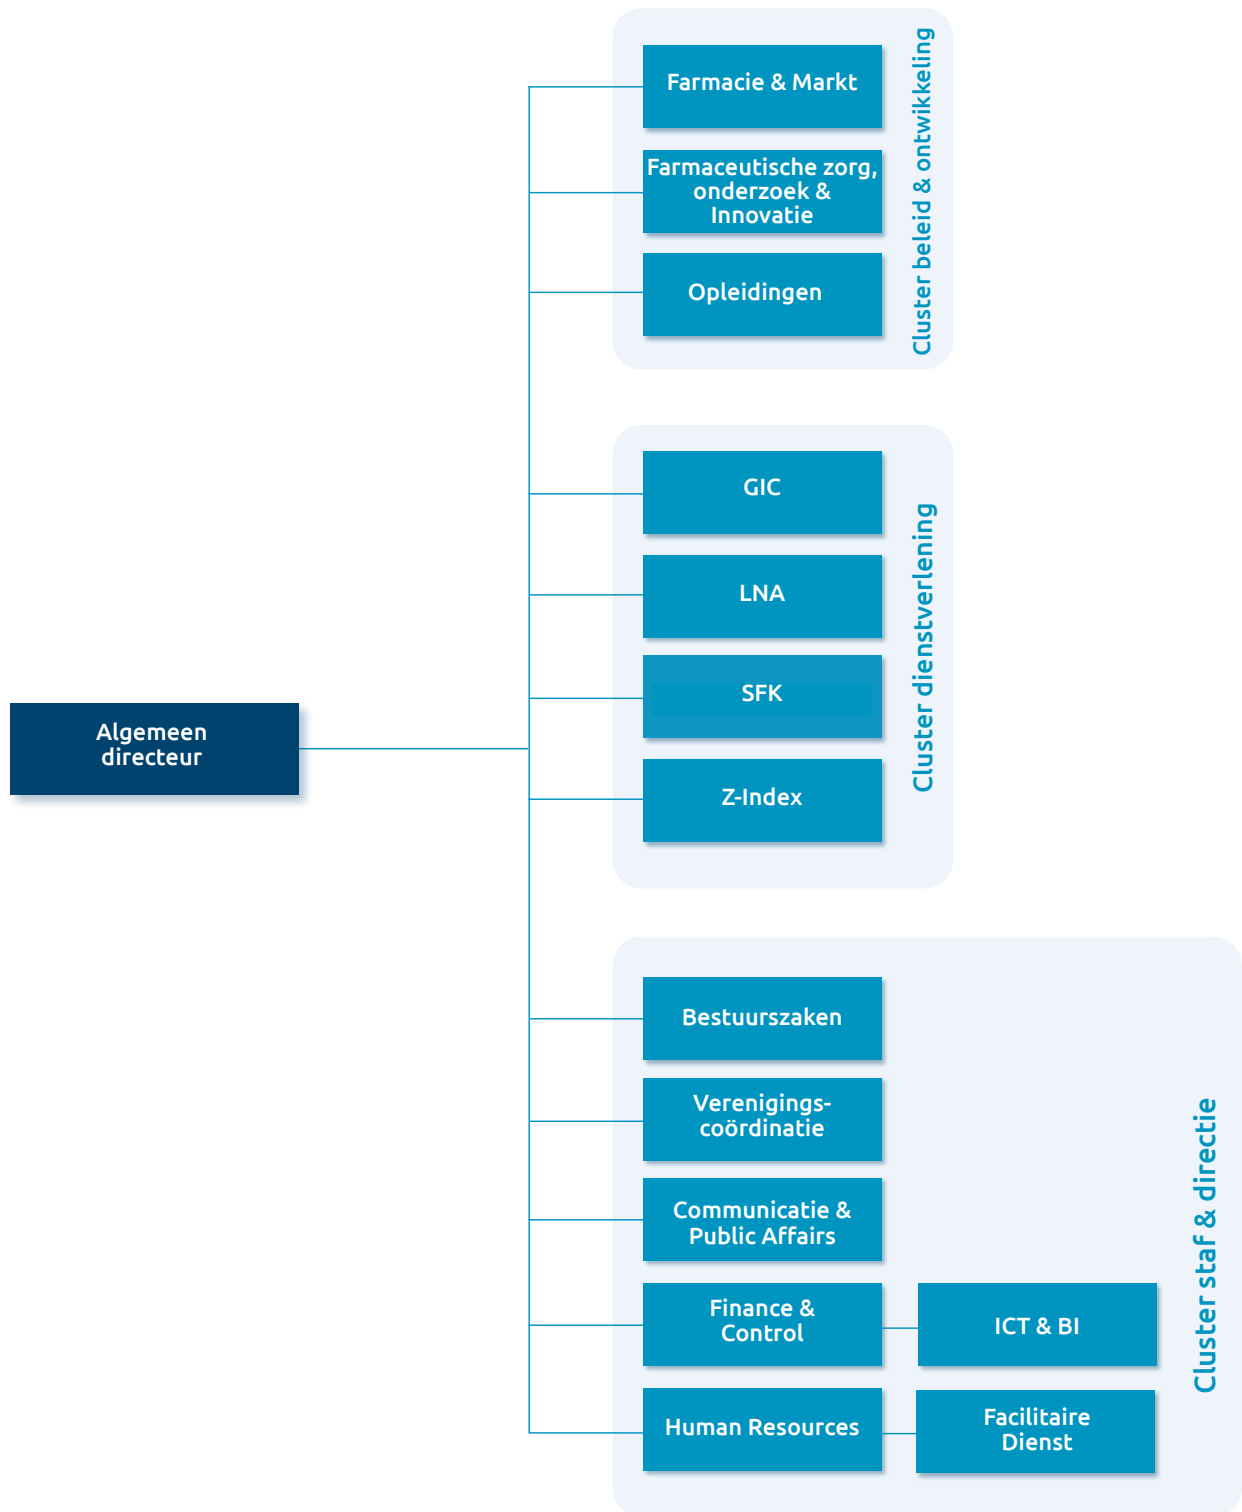 Algemeen
directeur
Farmacie & Markt
Farmaceutische zorg,
onderzoek &
Innovatie
Opleidingen
Cluster beleid & ontwikkeling
GIC
LNA
SFK
Z-Index
Cluster dienstverlening
Bestuurszaken
Verenigings-
coördinatie
Communicatie &
Public Affairs
Finance &
Control
ICT & BI
Human Resources
Facilitaire
Dienst
Cluster staf & directie